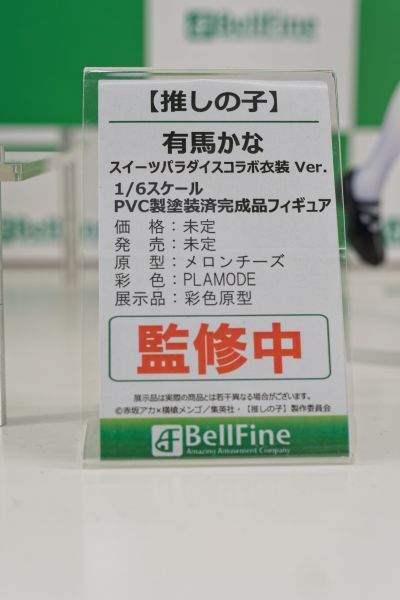 BellFine
【推しの子】
有馬かな
スイーツパラダイスコラボ衣装 Ver.
1/6スケール
PVC製塗装済完成品フィギュア
価　格：未定
発　売：未定
原　型：メロンチーズ
彩　色：PLAMODE
展示品：彩色原型
監修中
展示品は実際の商品とは若干異なる場合がございます。
©赤坂アカ×横槍メンゴ／集英社・【推しの子】製作委員会
BellFine
Amazing Amusement Company